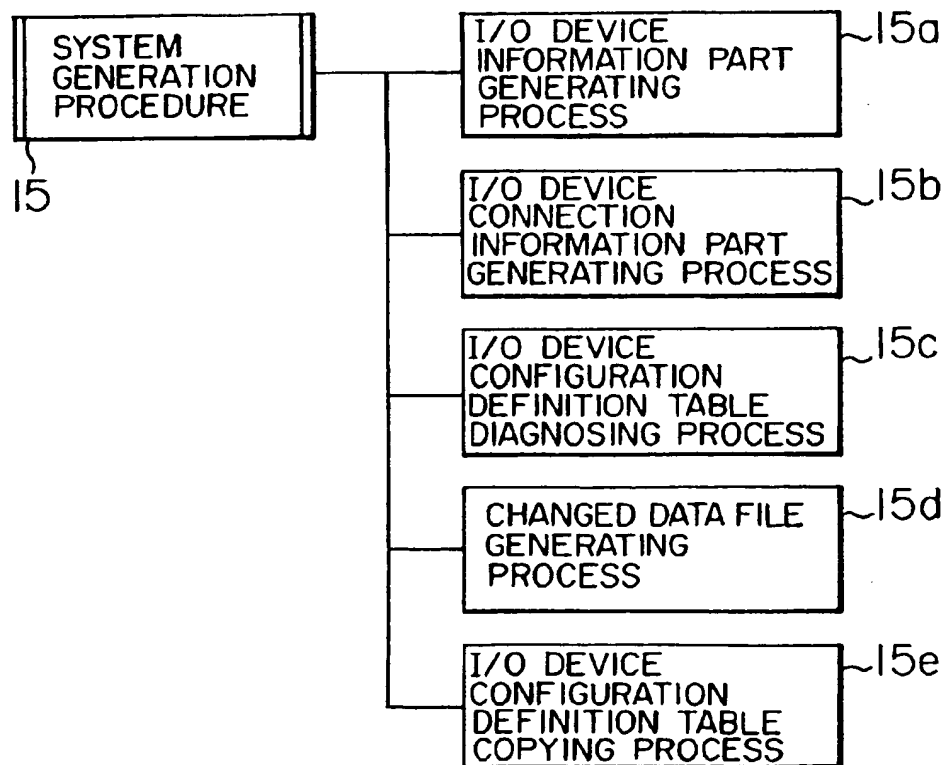 SYSTEM
GENERATION
PROCEDURE
15
I/O DEVICE
INFORMATION PART
GENERATING
PROCESS
15a
I/O DEVICE
CONNECTION
INFORMATION PART
GENERATING PROCESS
15b
I/O DEVICE
CONFIGURATION
DEFINITION TABLE
DIAGNOSING PROCESS
15c
CHANGED DATA FILE
GENERATING
PROCESS
15d
I/O DEVICE
CONFIGURATION
DEFINITION TABLE
COPYING PROCESS
15e